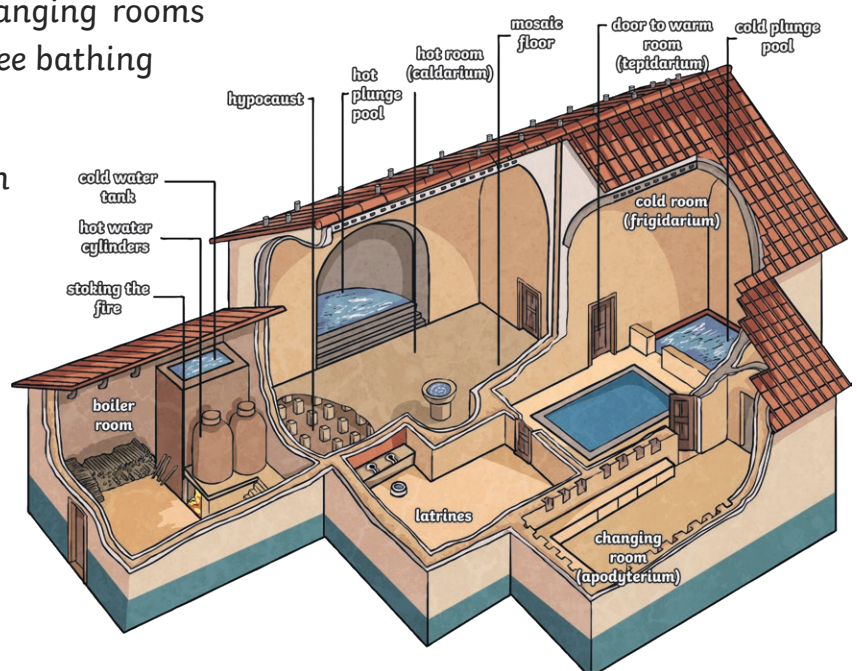 anging rooms
ee bathing
n
mosaic
floor
door to warm
room
(tepidarium)
cold plunge
pool
hot room
(caldarium)
hot
plunge
pool
hypocaust
cold water
tank
hot water
cylinders
stoking the
fire
cold room
(frigidarium)
boiler
room
latrines
changing
room
(apodyterium)